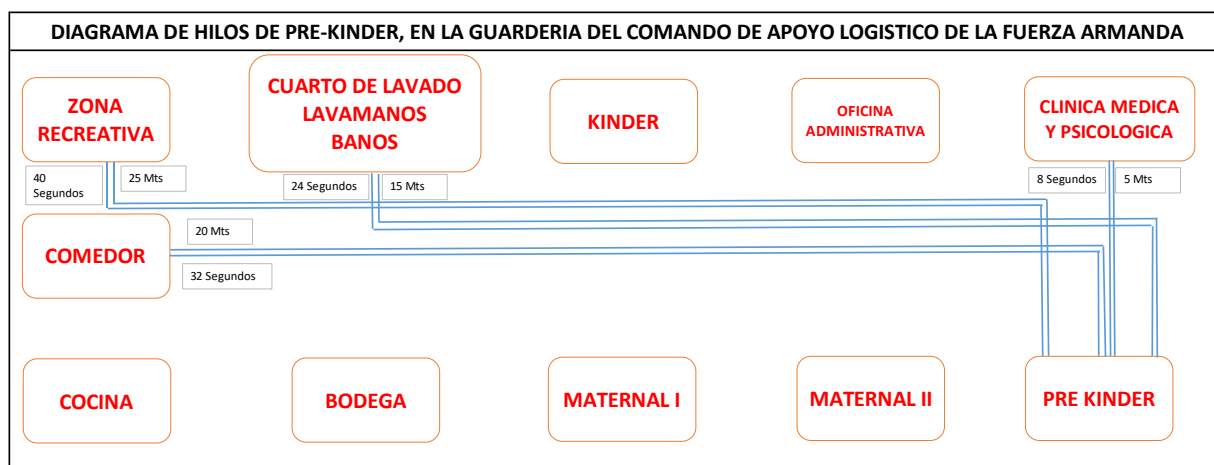 DIAGRAMA DE HILOS DE PRE-KINDER, EN LA GUARDERIA DEL COMANDO DE APOYO LOGISTICO DE LA FUERZA ARMANDA
ZONA
RECREATIVA
CUARTO DE LAVADO
LAVAMANOS
BANOS
KINDER
OFICINA
ADMINISTRATIVA
CLINICA MEDICA
Y PSICOLOGICA
40
Segundos
25 Mts
24 Segundos
15 Mts
8 Segundos
5 Mts
COMEDOR
20 Mts
32 Segundos
COCINA
BODEGA
MATERNAL I
MATERNAL II
PRE KINDER